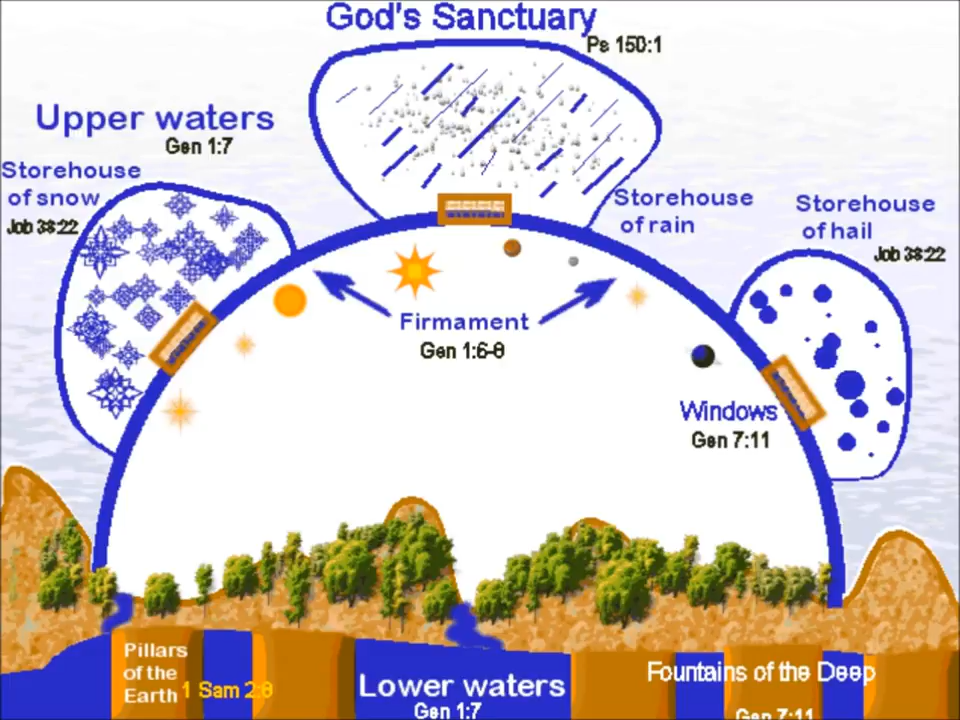 God's Sanctuary
Ps 150:1
Upper waters
Gen 1:7
Storehouse
of snow
Job 38:22
Storehouse
of rain
Storehouse
of hail
Job 38:22
Firmament
Gen 1:6-8
Windows
Gen 7:11
Pillars
of the
Earth 1 Sam 2:8
Lower waters
Gen 1:7
Fountains of the Deep
Gen 7:11